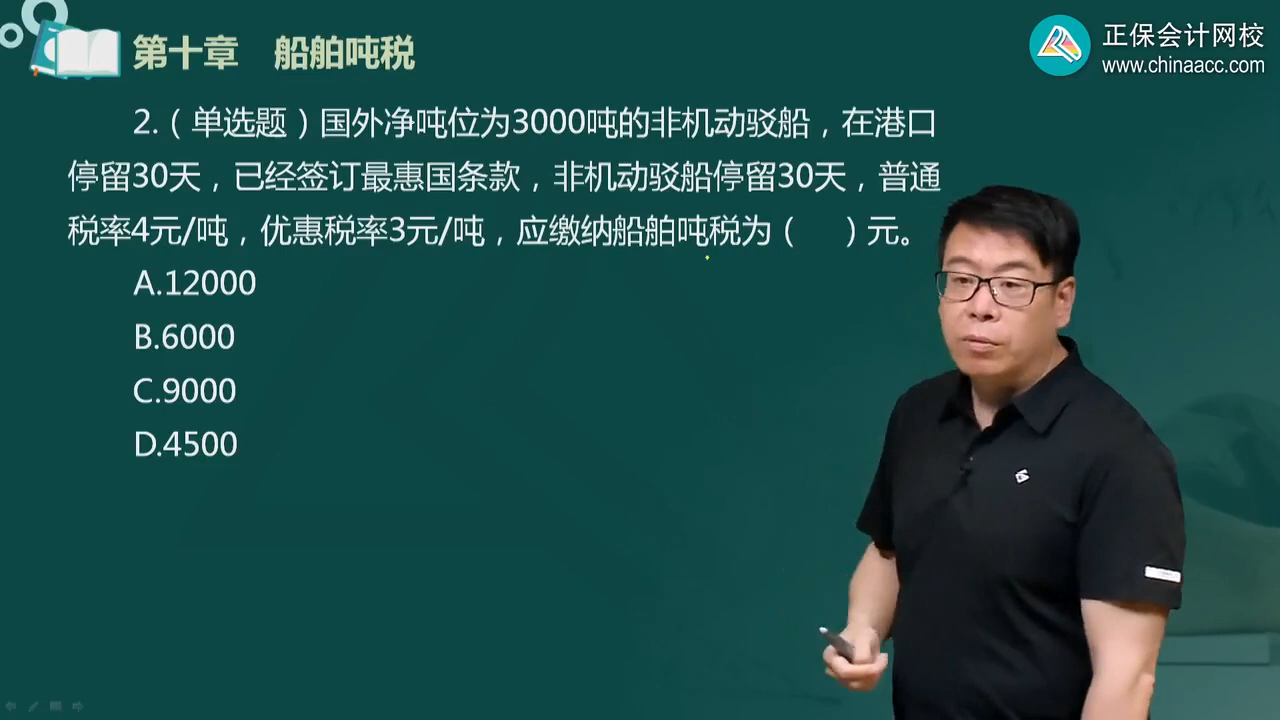 第十章 船舶吨税
正保会计网校
www.chinaacc.com
2.（单选题）国外净吨位为3000吨的非机动驳船，在港口
停留30天，已经签订最惠国条款，非机动驳船停留30天，普通
税率4元/吨，优惠税率3元/吨，应缴纳船舶吨税为（ ）元。
A.12000
B.6000
C.9000
D.4500